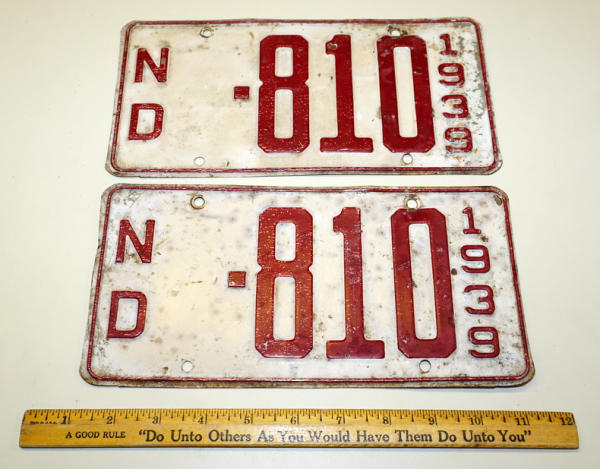 ND ·810 1939
ND ·810 1939
1 2 3 4 5 6 7 8 9 10 11 12
A GOOD RULE "Do Unto Others As You Would Have Them Do Unto You"